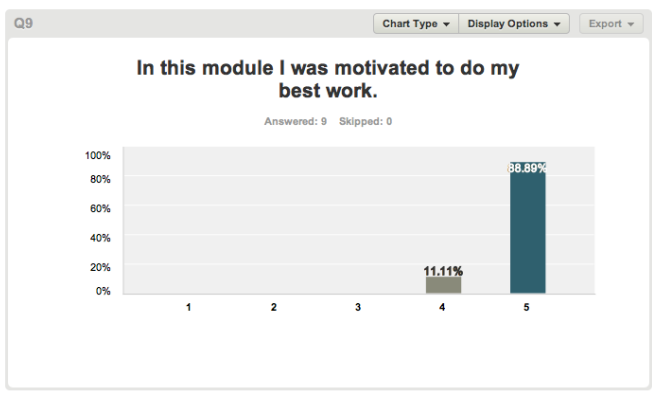 Q9
Chart Type
Display Options
Export
In this module I was motivated to do my
best work.
Answered: 9 Skipped: 0
100%
80%
60%
40%
20%
0%
11.11%
88.89%
1 2 3 4 5